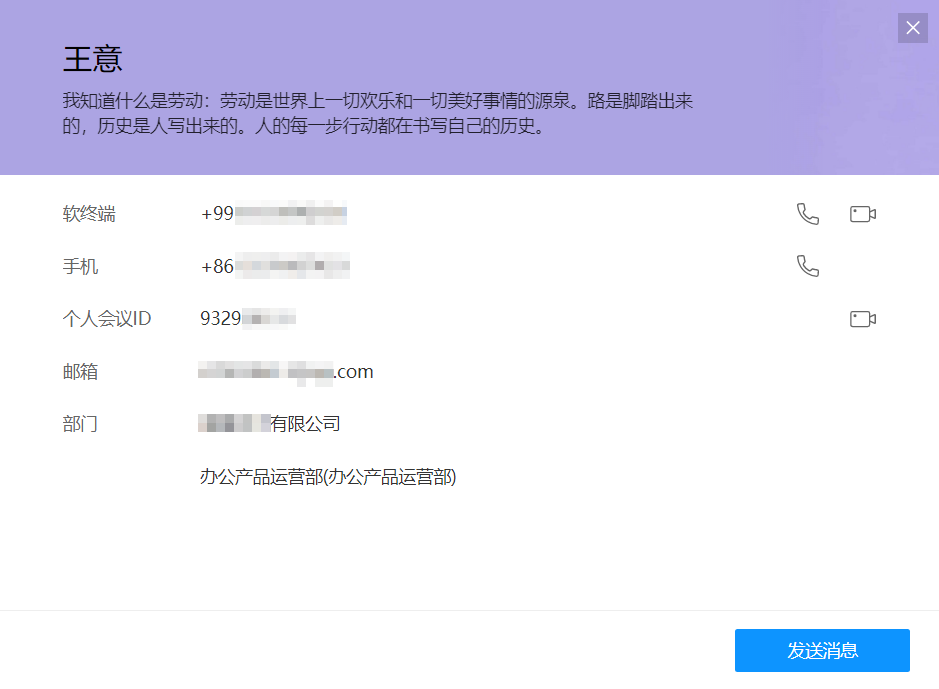 王意
我知道什么是劳动：劳动是世界上一切欢乐和一切美好事情的源泉。路是脚踏出来
的，历史是人写出来的。人的每一步行动都在书写自己的历史。
软终端 +99
手机 +86
个人会议ID 9329
邮箱 .com
部门 有限公司
办公产品运营部(办公产品运营部)
发送消息